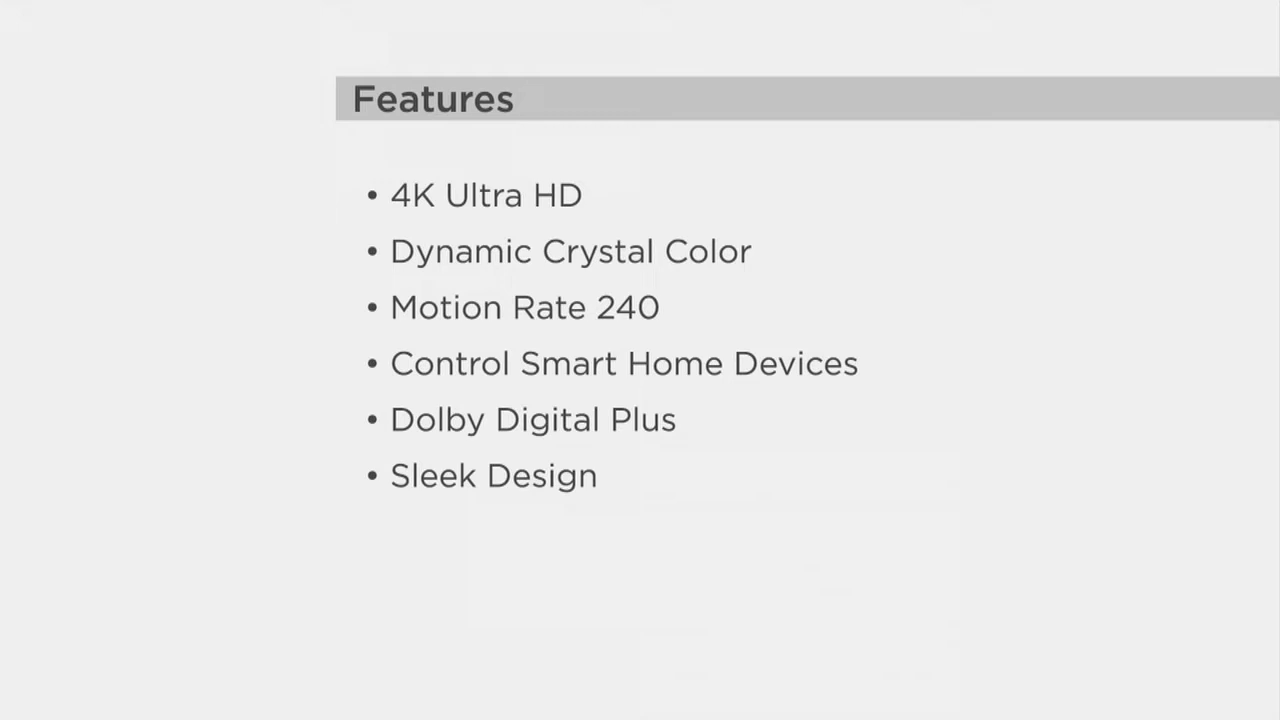 Features
• 4K Ultra HD
• Dynamic Crystal Color
• Motion Rate 240
• Control Smart Home Devices
• Dolby Digital Plus
• Sleek Design